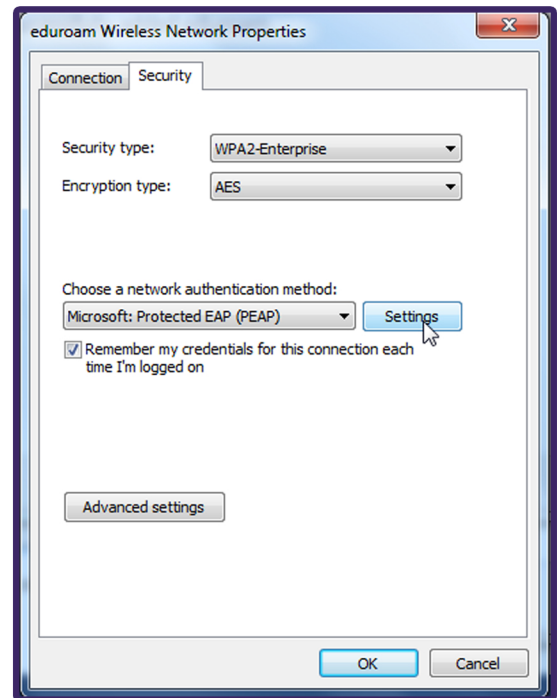 eduroam Wireless Network Properties
Connection
Security
Security type:
WPA2-Enterprise
Encryption type:
AES
Choose a network authentication method:
Microsoft: Protected EAP (PEAP)
Settings
Remember my credentials for this connection each
time I'm logged on
Advanced settings
OK
Cancel